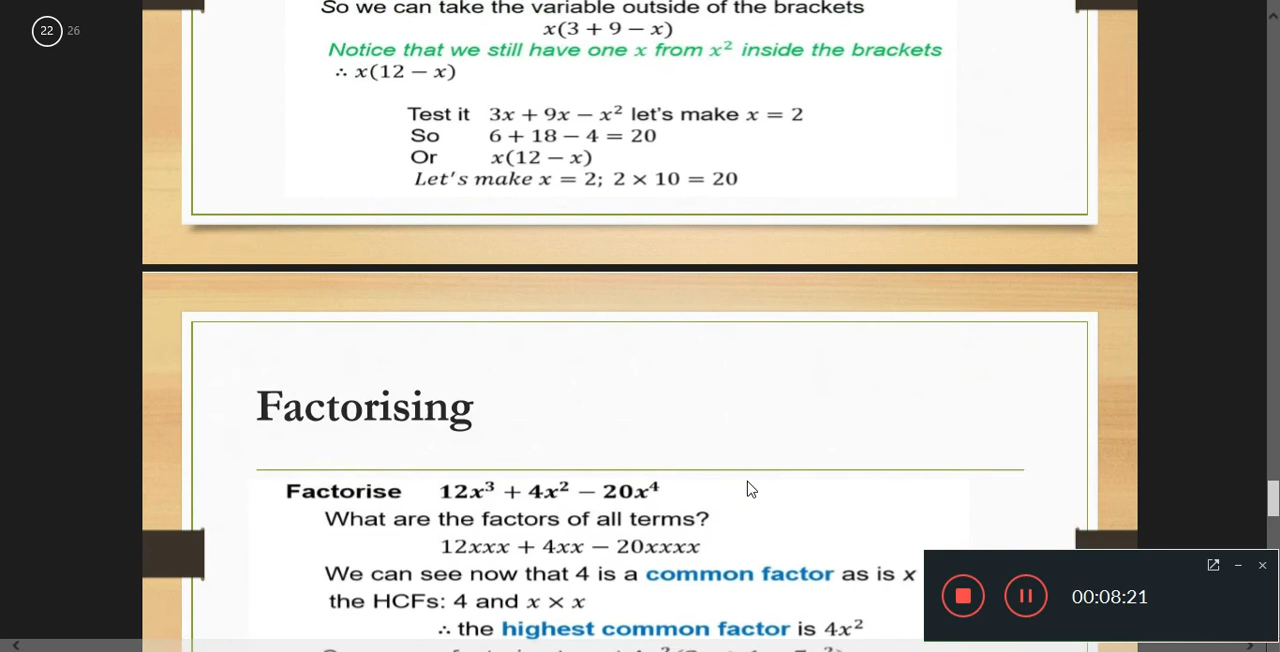 22 26
So we can take the variable outside of the brackets
x(3 + 9 − x)
Notice that we still have one x from x² inside the brackets
∴ x(12 − x)
Test it 3x + 9x − x² let's make x = 2
So 6 + 18 − 4 = 20
Or x(12 − x)
Let's make x = 2; 2 × 10 = 20
Factorising
Factorise 12x³ + 4x² − 20x⁴
What are the factors of all terms?
12xxx + 4xx − 20xxxx
We can see now that 4 is a common factor as is x
the HCFs: 4 and x × x
∴ the highest common factor is 4x²
00:08:21